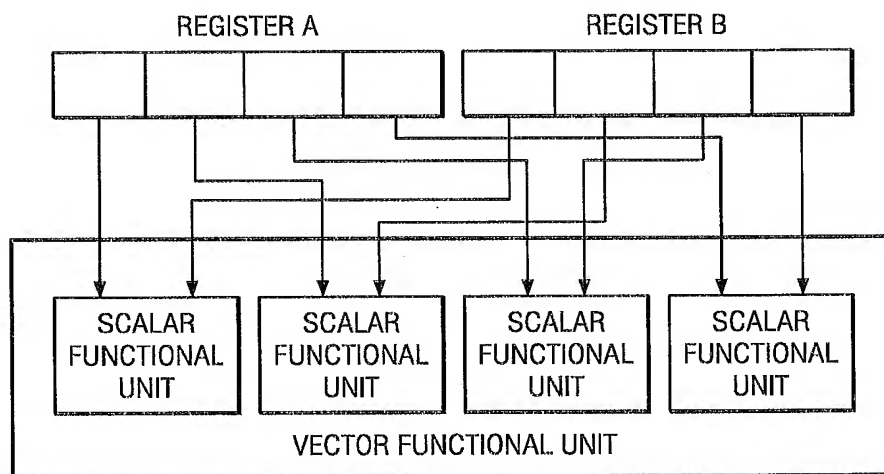 REGISTER A
REGISTER B
SCALAR
FUNCTIONAL
UNIT
SCALAR
FUNCTIONAL
UNIT
SCALAR
FUNCTIONAL
UNIT
SCALAR
FUNCTIONAL
UNIT
VECTOR FUNCTIONAL UNIT